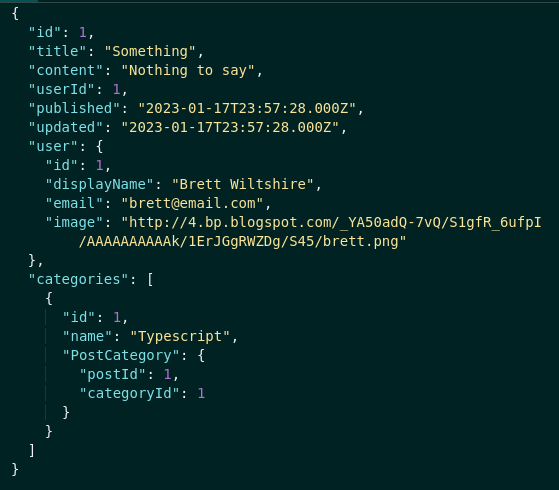 {
  "id": 1,
  "title": "Something",
  "content": "Nothing to say",
  "userId": 1,
  "published": "2023-01-17T23:57:28.000Z",
  "updated": "2023-01-17T23:57:28.000Z",
  "user": {
    "id": 1,
    "displayName": "Brett Wiltshire",
    "email": "brett@email.com",
    "image": "http://4.bp.blogspot.com/_YA50adQ-7vQ/S1gfR_6ufpI
        /AAAAAAAAAAk/1ErJGgRWZDg/S45/brett.png"
  },
  "categories": [
    {
      "id": 1,
      "name": "Typescript",
      "PostCategory": {
        "postId": 1,
        "categoryId": 1
      }
    }
  ]
}